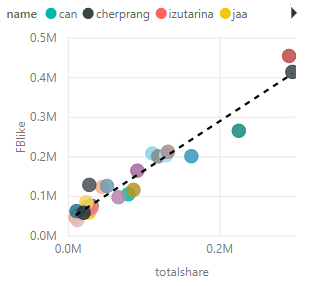 name can cherprang izutarina jaa
0.5M
0.4M
0.3M
0.2M
0.1M
0.0M
FBlike
0.0M 0.2M
totalshare